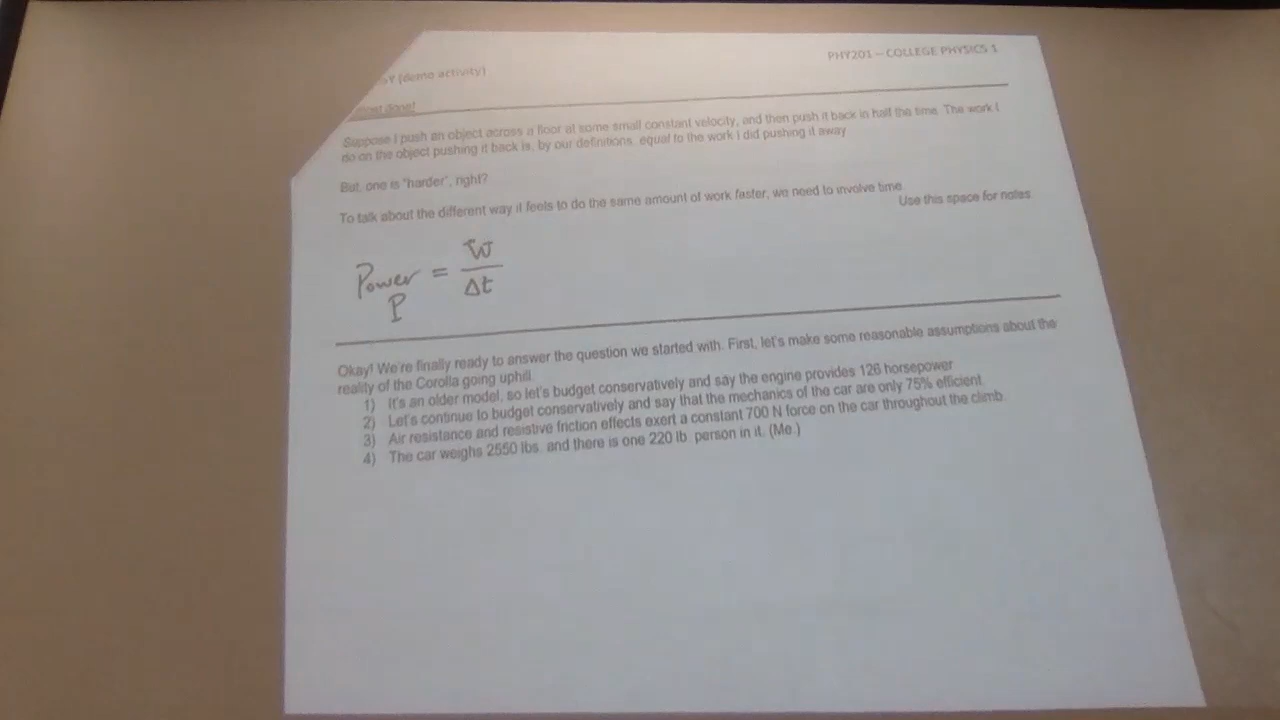 PHY201 – COLLEGE PHYSICS 1
(demo activity)
Suppose I push an object across a floor at some small constant velocity, and then push it back in half the time. The work I
do on the object pushing it back is, by our definitions, equal to the work I did pushing it away.
But, one is "harder", right?
To talk about the different way it feels to do the same amount of work faster, we need to involve time.
Use this space for notes
Power = W
Δt
P
Okay! We're finally ready to answer the question we started with. First, let's make some reasonable assumptions about the
reality of the Corolla going uphill.
1) It's an older model, so let's budget conservatively and say the engine provides 126 horsepower
2) Let's continue to budget conservatively and say that the mechanics of the car are only 75% efficient
3) Air resistance and resistive friction effects exert a constant 700 N force on the car throughout the climb.
4) The car weighs 2550 lbs. and there is one 220 lb. person in it. (Me.)